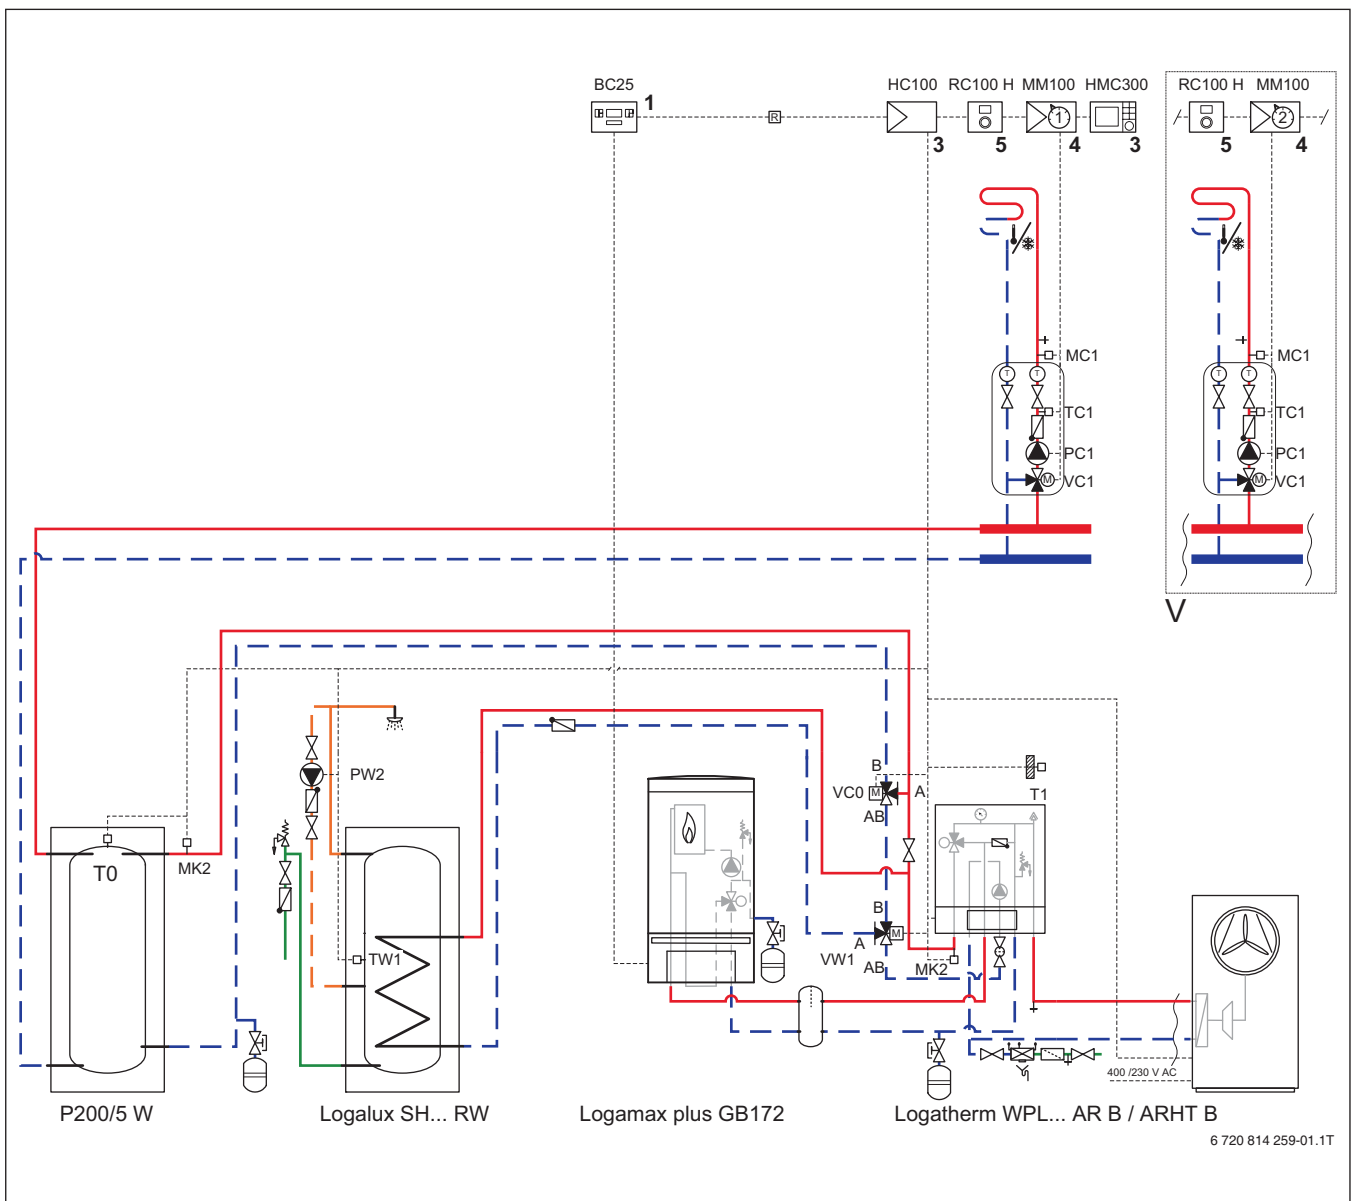 BC25
HC100
RC100 H
MM100
HMC300
RC100 H
MM100
1
R
1
2
3
5
4
3
5
4
MC1
MC1
T
T
T
T
TC1
TC1
PC1
PC1
M
VC1
M
VC1
V
B
PW2
VC0
M
A
T1
AB
T0
MK2
B
TW1
A
M
VW1
AB
MK2
400 /230 V AC
P200/5 W
Logalux SH... RW
Logamax plus GB172
Logatherm WPL... AR B / ARHT B
6 720 814 259-01.1T